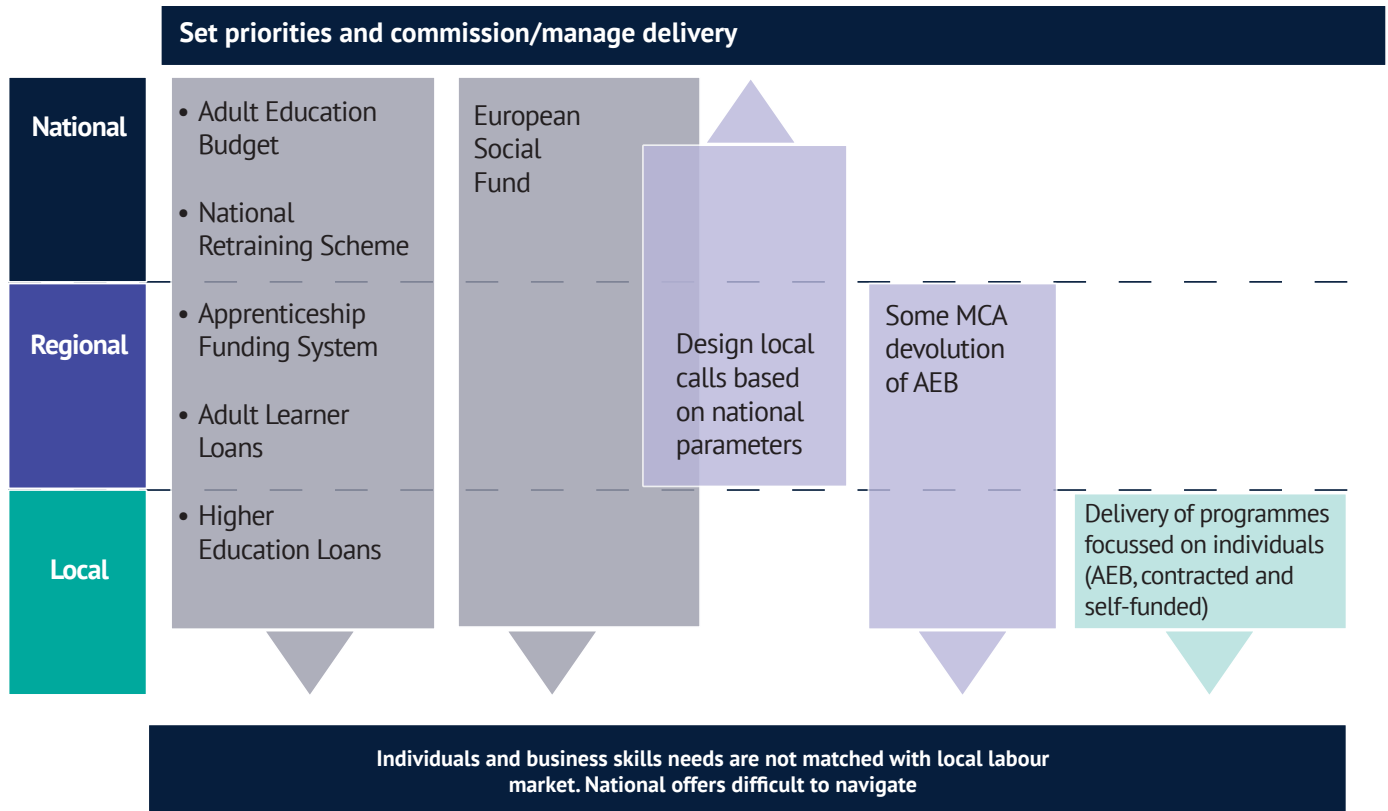 Set priorities and commission/manage delivery
National
• Adult Education
Budget
• National
Retraining Scheme
• Apprenticeship
Funding System
• Adult Learner
Loans
• Higher
Education Loans
European
Social
Fund
Design local
calls based
on national
parameters
Regional
Some MCA
devolution
of AEB
Local
Delivery of programmes
focussed on individuals
(AEB, contracted and
self-funded)
Individuals and business skills needs are not matched with local labour
market. National offers difficult to navigate